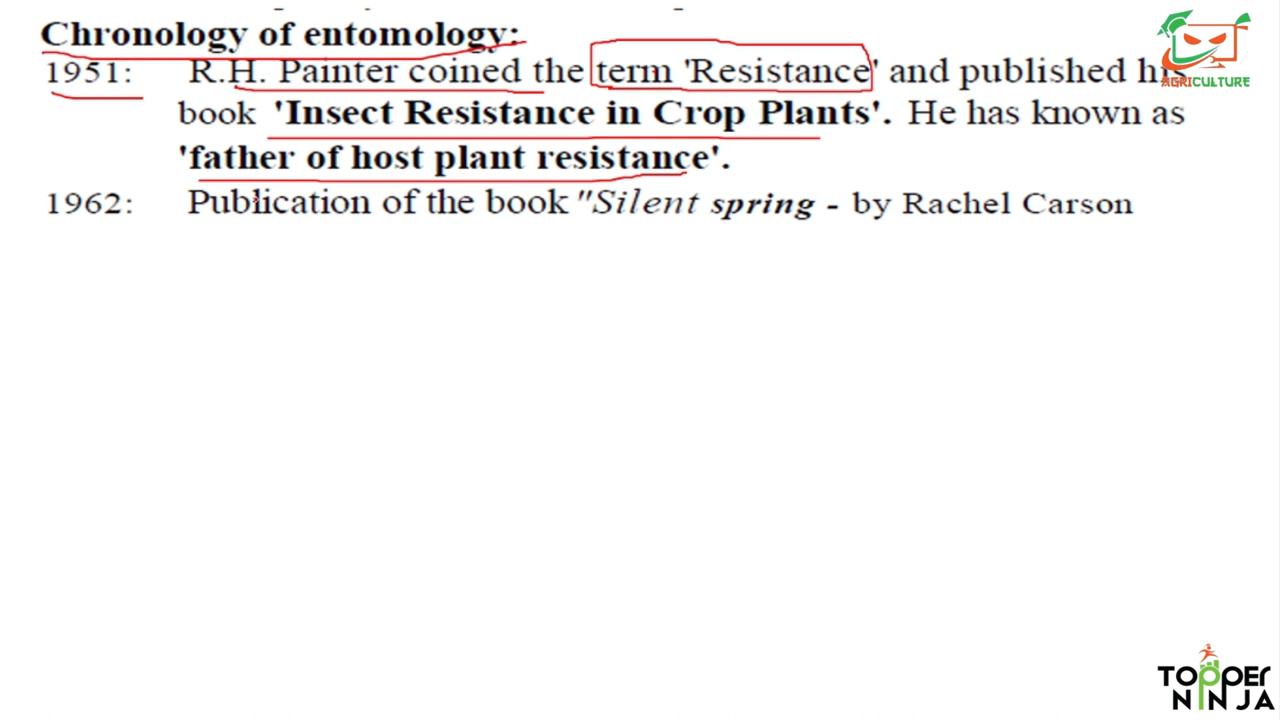 Chronology of entomology:
1951: R.H. Painter coined the term 'Resistance' and published his
book 'Insect Resistance in Crop Plants'. He has known as
'father of host plant resistance'.
1962: Publication of the book "Silent spring - by Rachel Carson
AGRICULTURE
TOPPER
NINJA